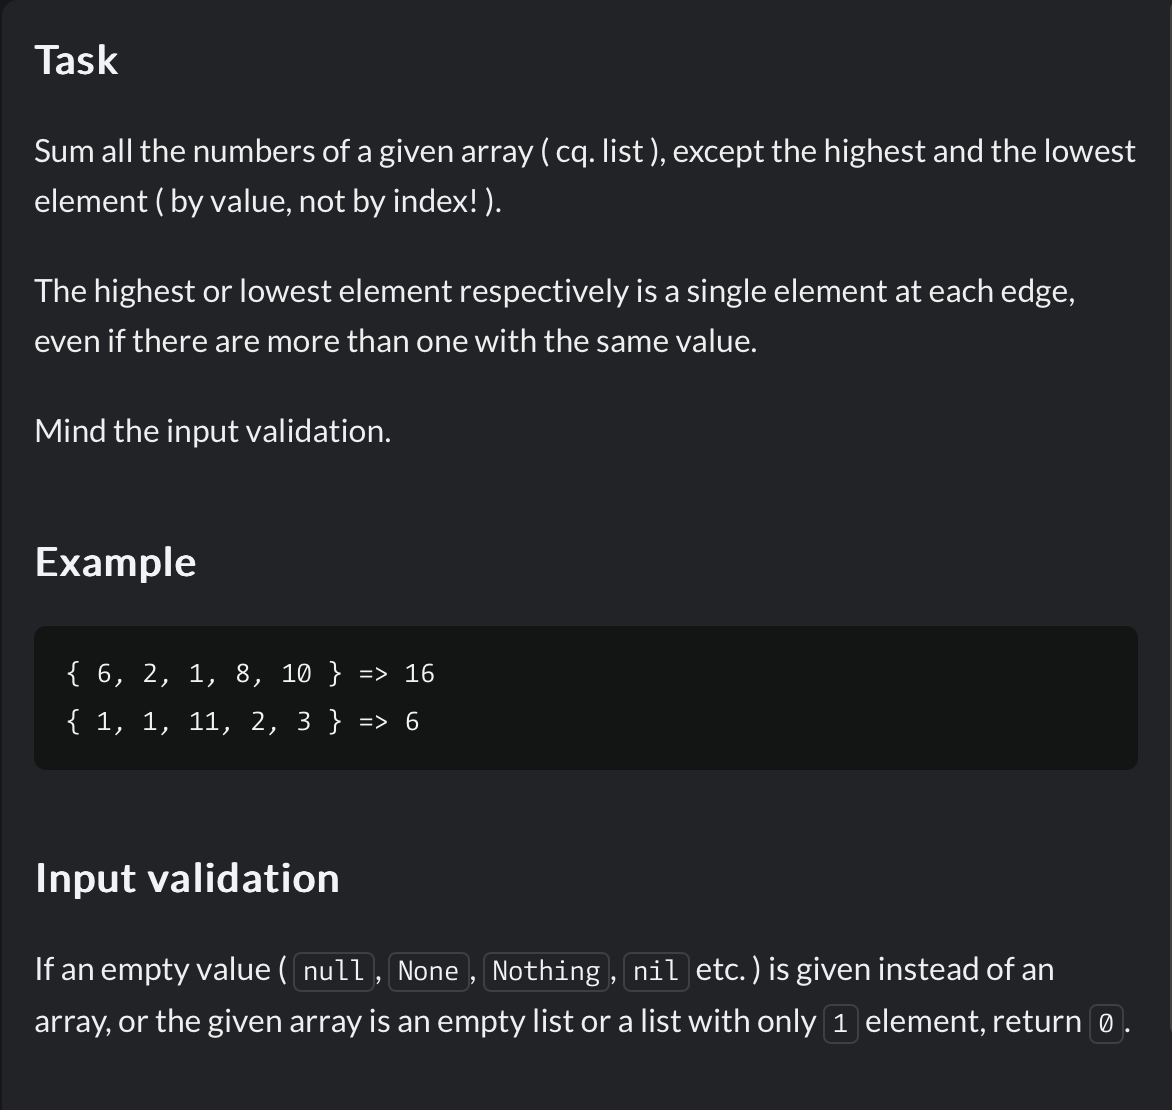 Task
Sum all the numbers of a given array ( cq. list ), except the highest and the lowest
element ( by value, not by index! ).
The highest or lowest element respectively is a single element at each edge,
even if there are more than one with the same value.
Mind the input validation.
Example
{ 6, 2, 1, 8, 10 } => 16
{ 1, 1, 11, 2, 3 } => 6
Input validation
If an empty value ( null, None, Nothing, nil etc. ) is given instead of an
array, or the given array is an empty list or a list with only 1 element, return 0.